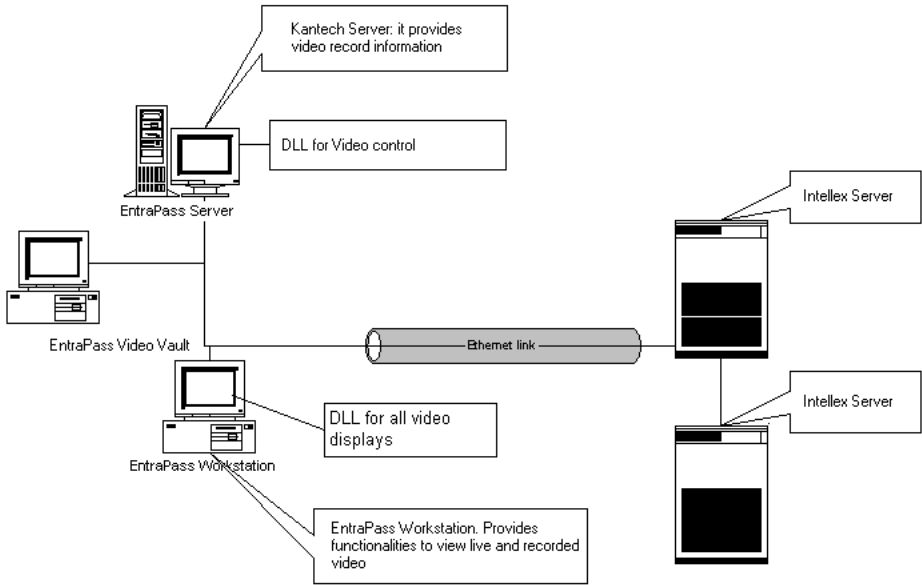 Kantech Server: it provides
video record information
DLL for Video control
EntraPass Server
Intellex Server
EntraPass Video Vault
Ethernet link
DLL for all video
displays
Intellex Server
EntraPass Workstation
EntraPass Workstation. Provides
functionalities to view live and recorded
video